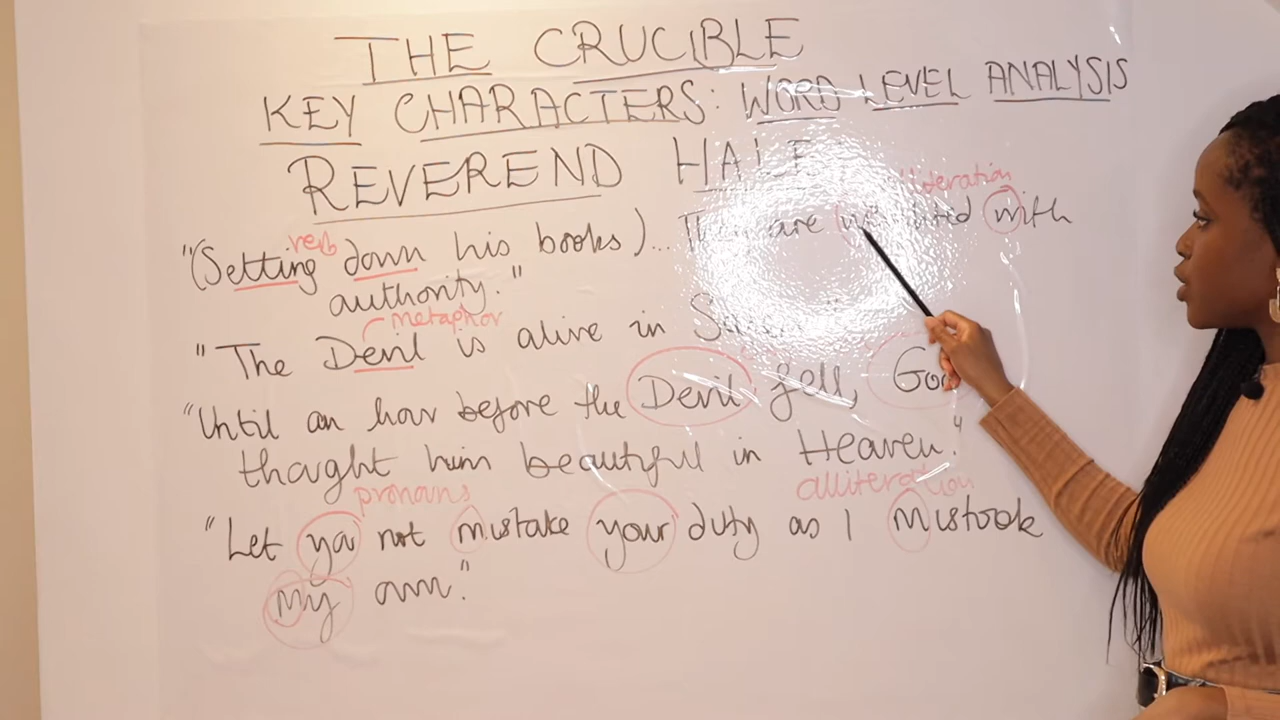 THE CRUCIBLE
KEY CHARACTERS: WORD LEVEL ANALYSIS
REVEREND HALE
alliteration
verb
"(Setting down his books)... They are with
authority."
metaphor
"The Devil is alive in
"Until an hour before the Devil fell, God
thought him beautiful in Heaven."
pronouns alliteration
"Let you not mistake your duty as I mistook
my own."